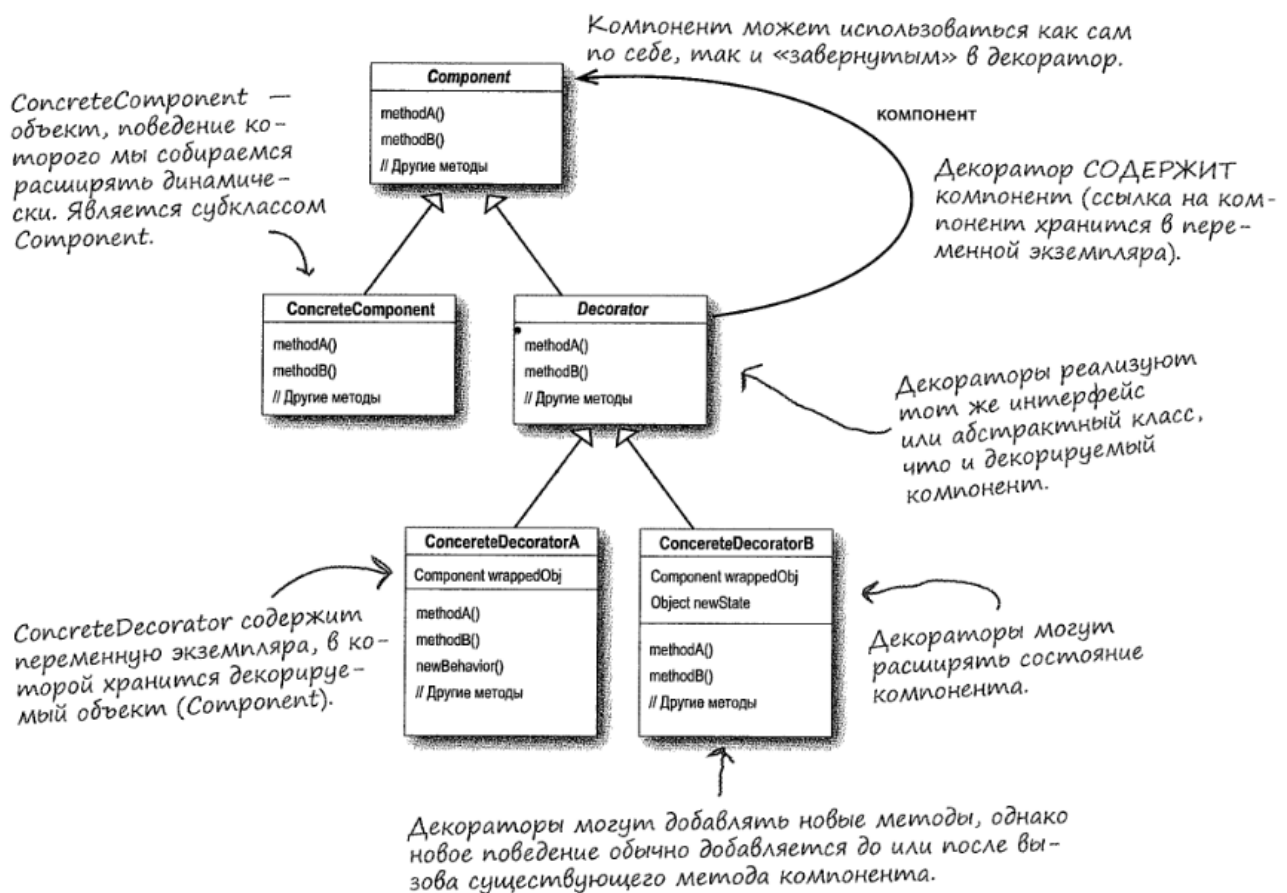 Компонент может использоваться как сам
по себе, так и «завернутым» в декоратор.
Component
methodA()
methodB()
// Другие методы
ConcreteComponent —
объект, поведение ко-
торого мы собираемся
расширять динамиче-
ски. Является субклассом
Component.
компонент
Декоратор СОДЕРЖИТ
компонент (ссылка на ком-
понент хранится в пере-
менной экземпляра).
ConcreteComponent
methodA()
methodB()
// Другие методы
Decorator
methodA()
methodB()
// Другие методы
Декораторы реализуют
тот же интерфейс
или абстрактный класс,
что и декорируемый
компонент.
ConcereteDecoratorA
Component wrappedObj
methodA()
methodB()
newBehavior()
// Другие методы
ConcereteDecoratorB
Component wrappedObj
Object newState
methodA()
methodB()
// Другие методы
ConcreteDecorator содержит
переменную экземпляра, в ко-
торой хранится декорируе-
мый объект (Component).
Декораторы могут
расширять состояние
компонента.
Декораторы могут добавлять новые методы, однако
новое поведение обычно добавляется до или после вы-
зова существующего метода компонента.